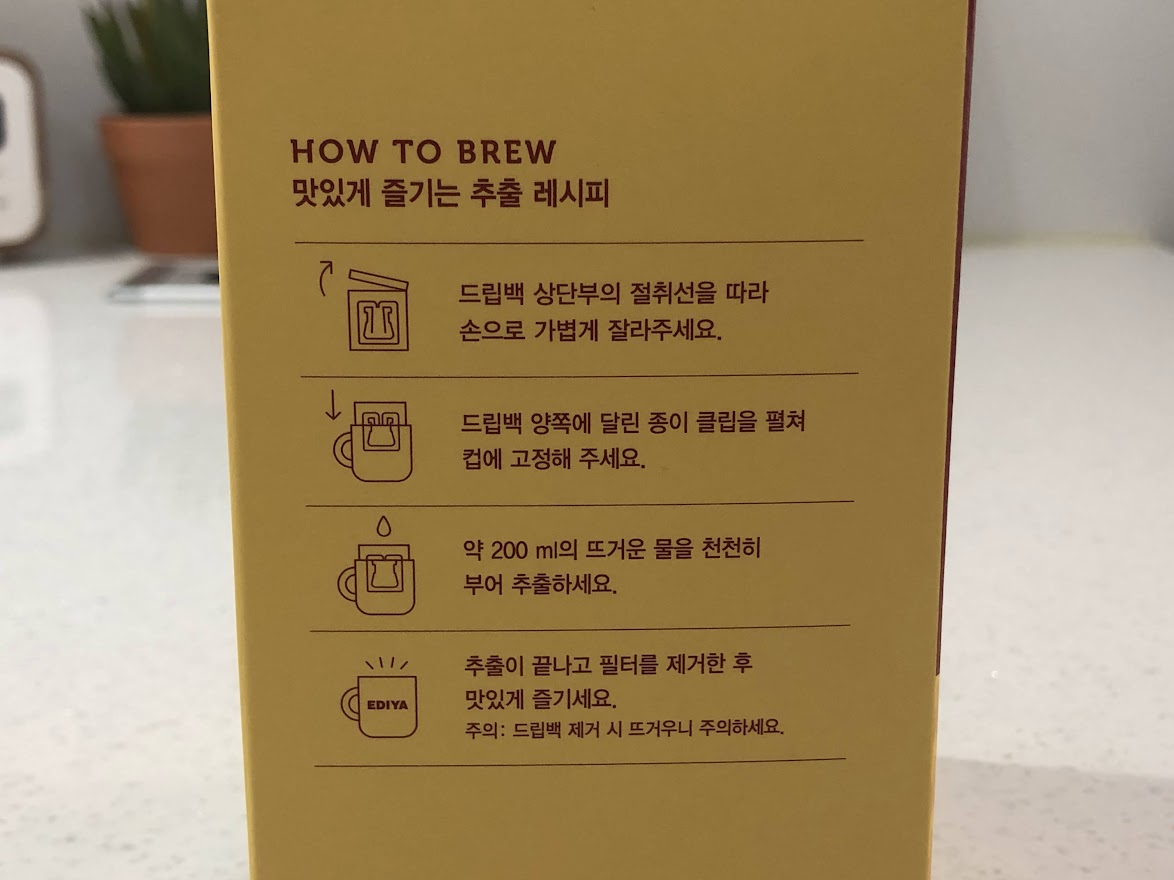 HOW TO BREW
맛있게 즐기는 추출 레시피
드립백 상단부의 절취선을 따라
손으로 가볍게 잘라주세요.
드립백 양쪽에 달린 종이 클립을 펼쳐
컵에 고정해 주세요.
약 200 ml의 뜨거운 물을 천천히
부어 추출하세요.
추출이 끝나고 필터를 제거한 후
맛있게 즐기세요.
주의: 드립백 제거 시 뜨거우니 주의하세요.
EDIYA